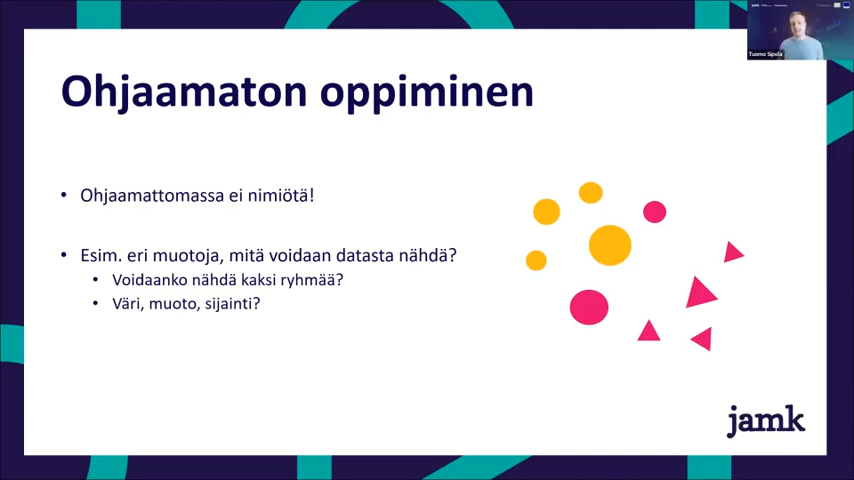 Ohjaamaton oppiminen
• Ohjaamattomassa ei nimiötä!
• Esim. eri muotoja, mitä voidaan datasta nähdä?
• Voidaanko nähdä kaksi ryhmää?
• Väri, muoto, sijainti?
jamk
Tuomo Sipola